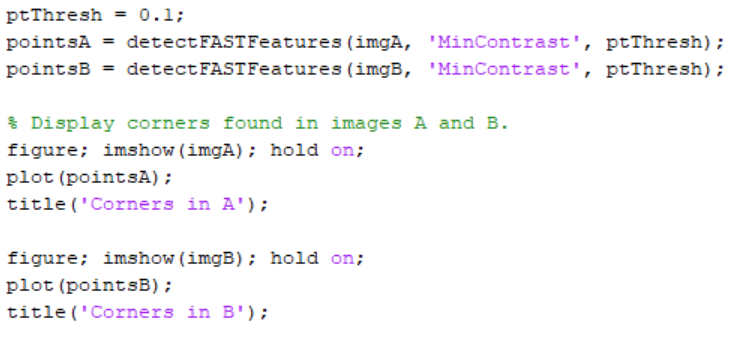 ptThresh = 0.1;
pointsA = detectFASTFeatures(imgA, 'MinContrast', ptThresh);
pointsB = detectFASTFeatures(imgB, 'MinContrast', ptThresh);
% Display corners found in images A and B.
figure; imshow(imgA); hold on;
plot(pointsA);
title('Corners in A');
figure; imshow(imgB); hold on;
plot(pointsB);
title('Corners in B');